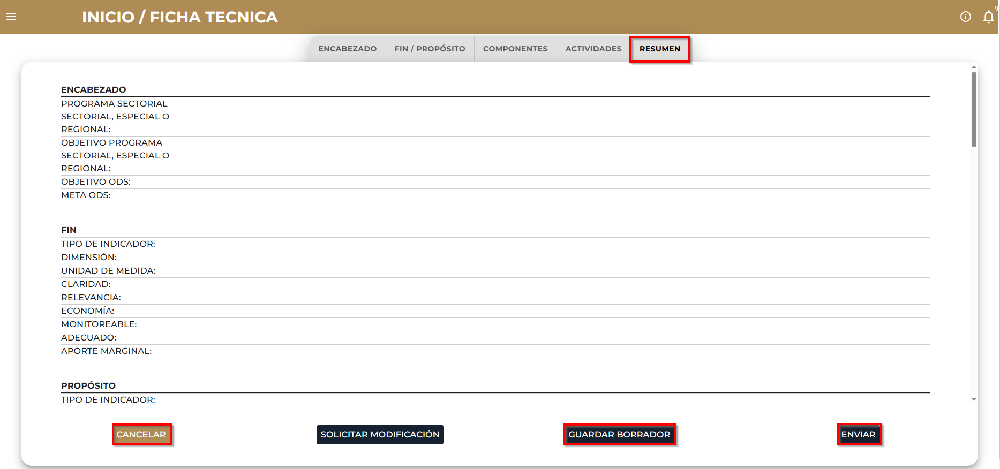 INICIO / FICHA TECNICA
9
ENCABEZADO
FIN / PROPÓSITO
COMPONENTES
ACTIVIDADES
RESUMEN
ENCABEZADO
PROGRAMA SECTORIAL
SECTORIAL, ESPECIAL O
REGIONAL:
OBJETIVO PROGRAMA
SECTORIAL, ESPECIAL O
REGIONAL:
OBJETIVO ODS:
META ODS:
FIN
TIPO DE INDICADOR:
DIMENSIÓN:
UNIDAD DE MEDIDA:
CLARIDAD:
RELEVANCIA:
ECONOMÍA:
MONITOREABLE:
ADECUADO:
APORTE MARGINAL:
PROPÓSITO
TIPO DE INDICADOR:
CANCELAR
SOLICITAR MODIFICACIÓN
GUARDAR BORRADOR
ENVIAR